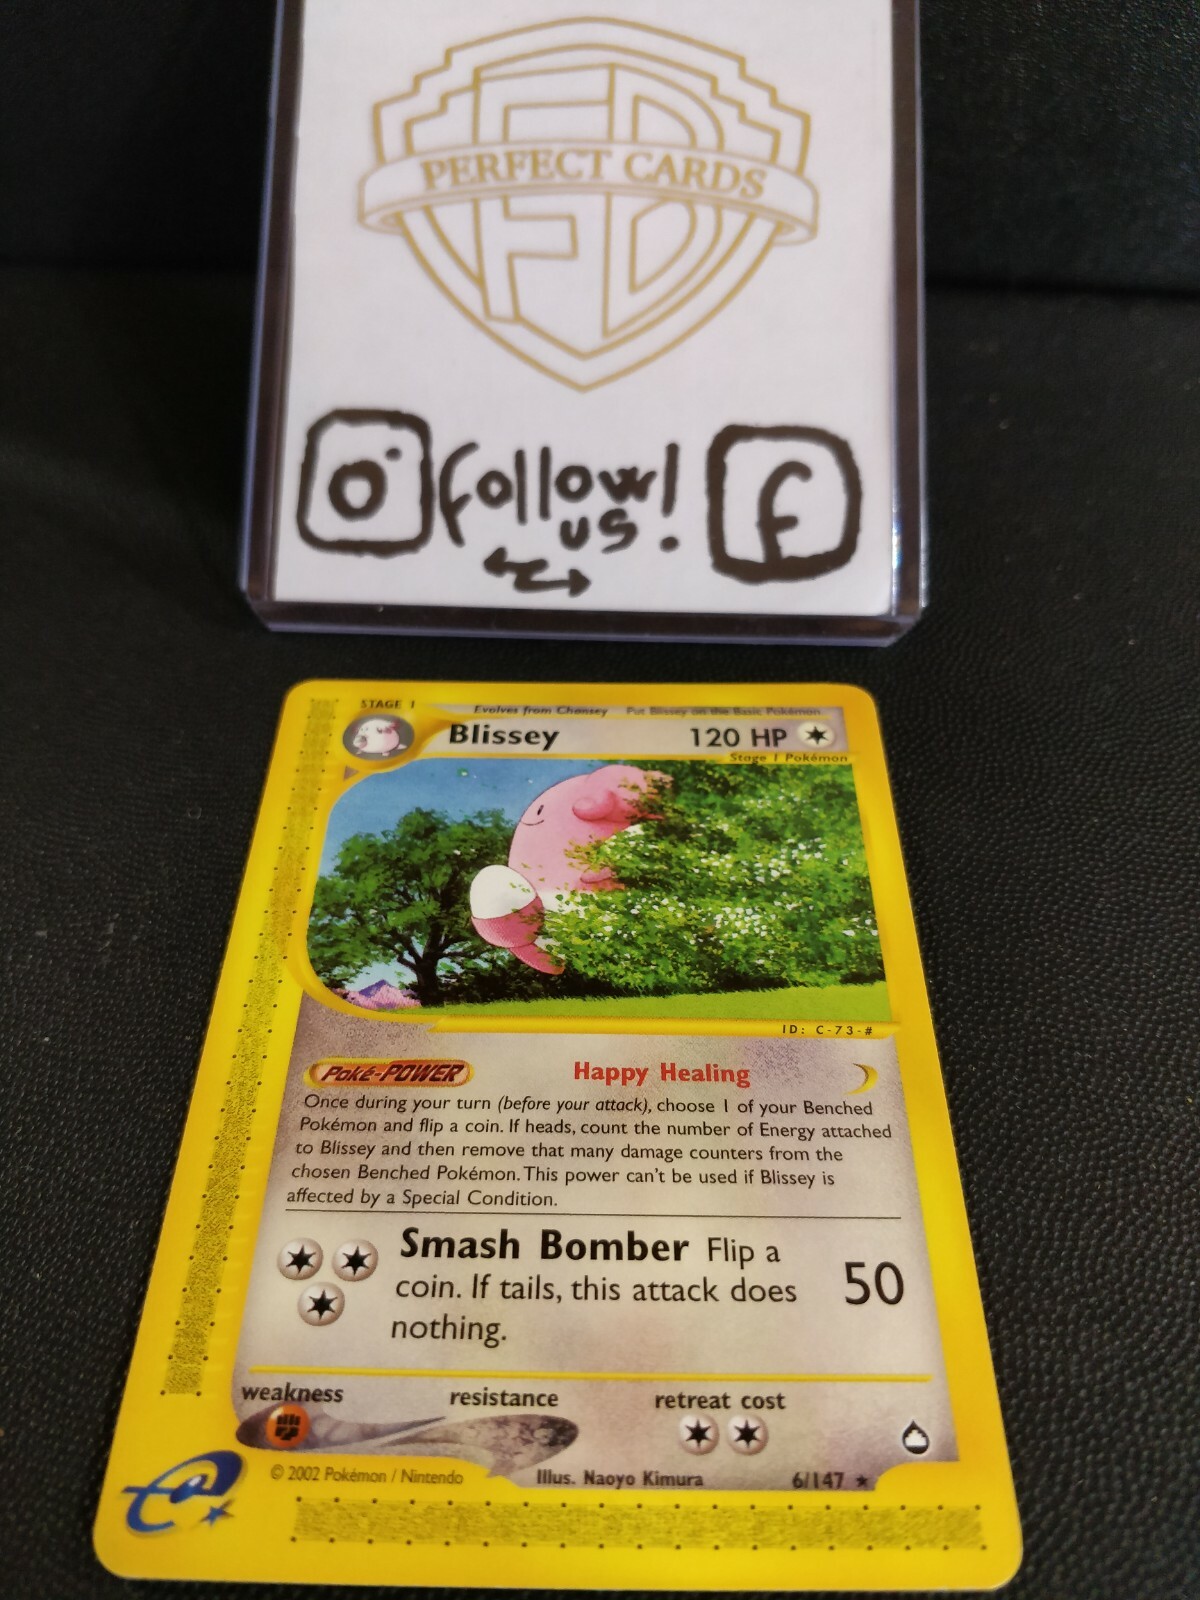 PERFECT CARDS
follow us!
f
STAGE 1
Evolves from Chansey Put Blissey on the Basic Pokémon
Blissey 120 HP
Stage 1 Pokémon
ID: C-73-#
Poké-POWER Happy Healing
Once during your turn (before your attack), choose 1 of your Benched
Pokémon and flip a coin. If heads, count the number of Energy attached
to Blissey and then remove that many damage counters from the
chosen Benched Pokémon. This power can't be used if Blissey is
affected by a Special Condition.
Smash Bomber Flip a
coin. If tails, this attack does 50
nothing.
weakness resistance retreat cost
© 2002 Pokémon / Nintendo Illus. Naoyo Kimura 6/147
e